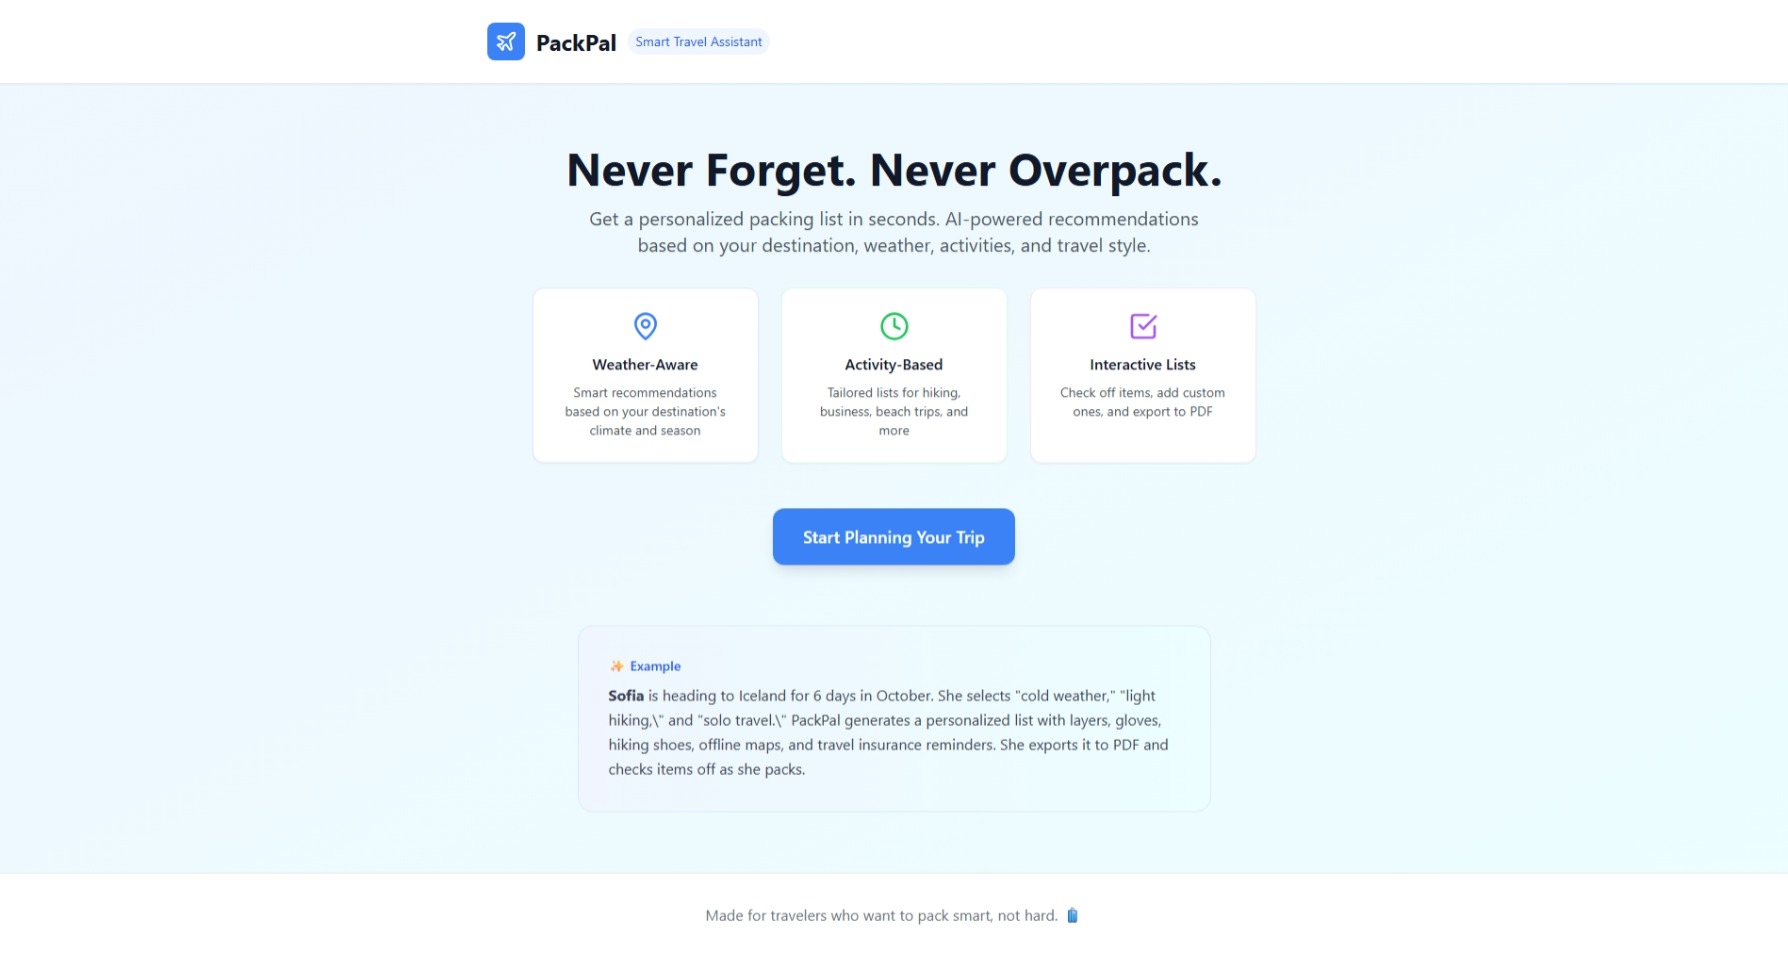 PackPal
Smart Travel Assistant
Never Forget. Never Overpack.
Get a personalized packing list in seconds. AI-powered recommendations
based on your destination, weather, activities, and travel style.
Weather-Aware
Smart recommendations
based on your destination's
climate and season
Activity-Based
Tailored lists for hiking,
business, beach trips, and
more
Interactive Lists
Check off items, add custom
ones, and export to PDF
Start Planning Your Trip
✨ Example
Sofia is heading to Iceland for 6 days in October. She selects "cold weather," "light
hiking,\" and "solo travel.\" PackPal generates a personalized list with layers, gloves,
hiking shoes, offline maps, and travel insurance reminders. She exports it to PDF and
checks items off as she packs.
Made for travelers who want to pack smart, not hard. 🧳